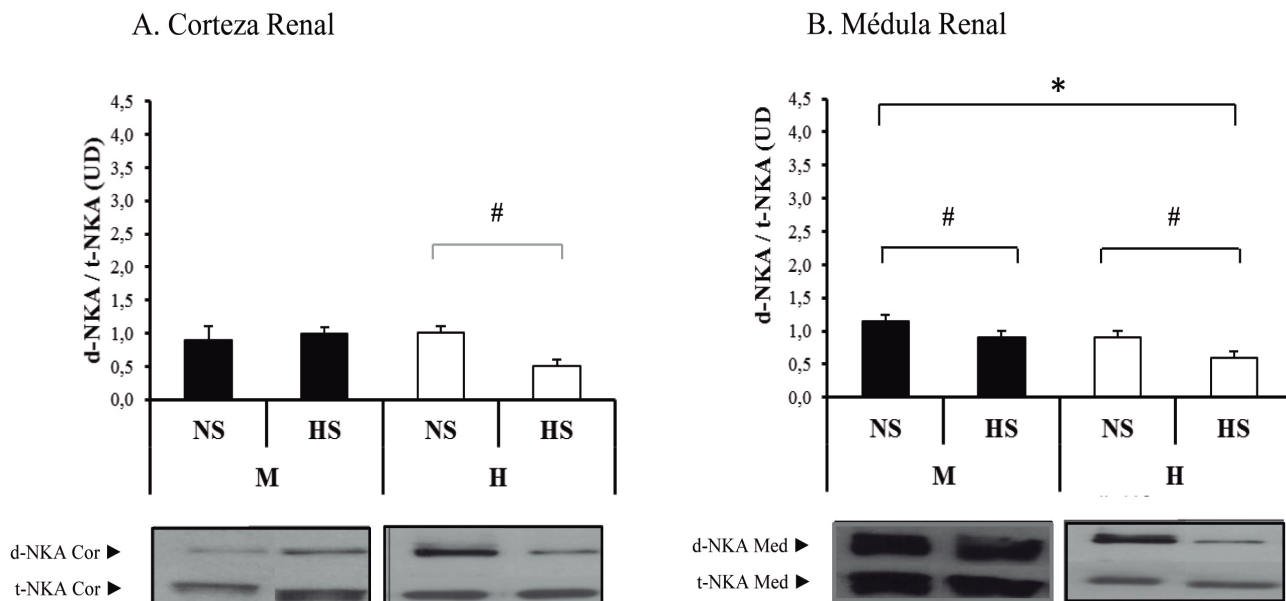 A. Corteza Renal
d-NKA / t-NKA (UD)
4,5
4,0
3,5
3,0
2,5
2,0
1,5
1,0
0,5
0,0
#
NS HS NS HS
M H
d-NKA Cor ►
t-NKA Cor ►
B. Médula Renal
d-NKA / t-NKA (UD
4,5
4,0
3,5
3,0
2,5
2,0
1,5
1,0
0,5
0,0
*
# #
NS HS NS HS
M H
d-NKA Med ►
t-NKA Med ►